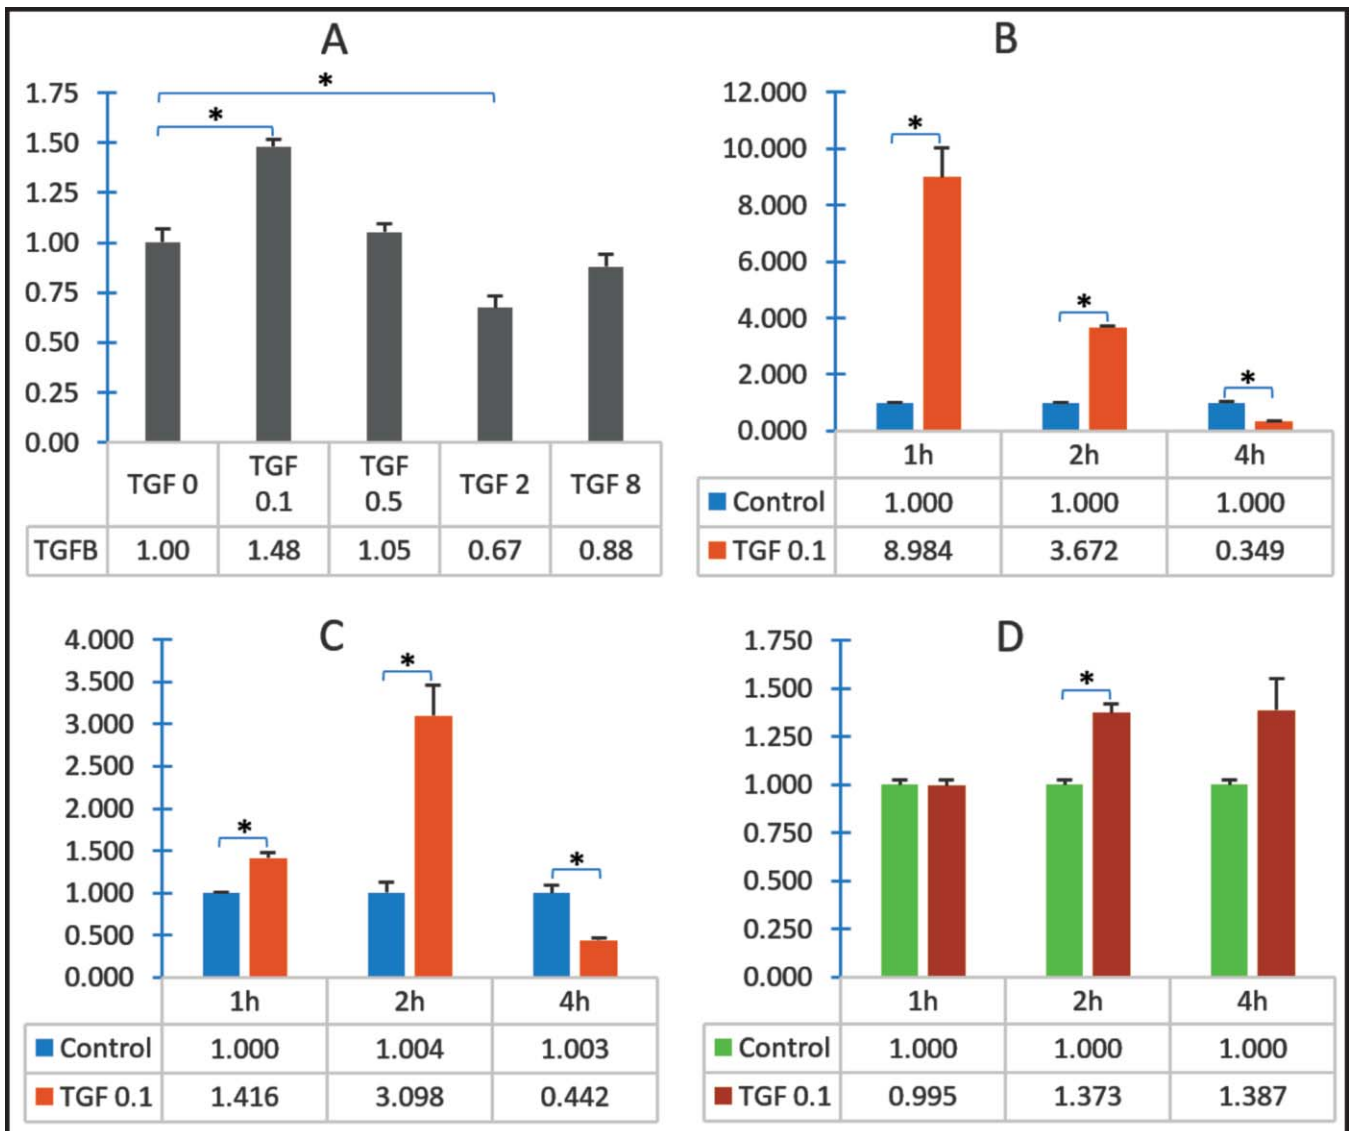 A
*
*
1.75
1.50
1.25
1.00
0.75
0.50
0.25
0.00
TGF 0 TGF 0.1 TGF 0.5 TGF 2 TGF 8
TGFB 1.00 1.48 1.05 0.67 0.88
B
12.000
10.000
8.000
6.000
4.000
2.000
0.000
*
*
*
1h 2h 4h
Control 1.000 1.000 1.000
TGF 0.1 8.984 3.672 0.349
C
4.000
3.500
3.000
2.500
2.000
1.500
1.000
0.500
0.000
*
*
*
1h 2h 4h
Control 1.000 1.004 1.003
TGF 0.1 1.416 3.098 0.442
D
1.750
1.500
1.250
1.000
0.750
0.500
0.250
0.000
*
1h 2h 4h
Control 1.000 1.000 1.000
TGF 0.1 0.995 1.373 1.387